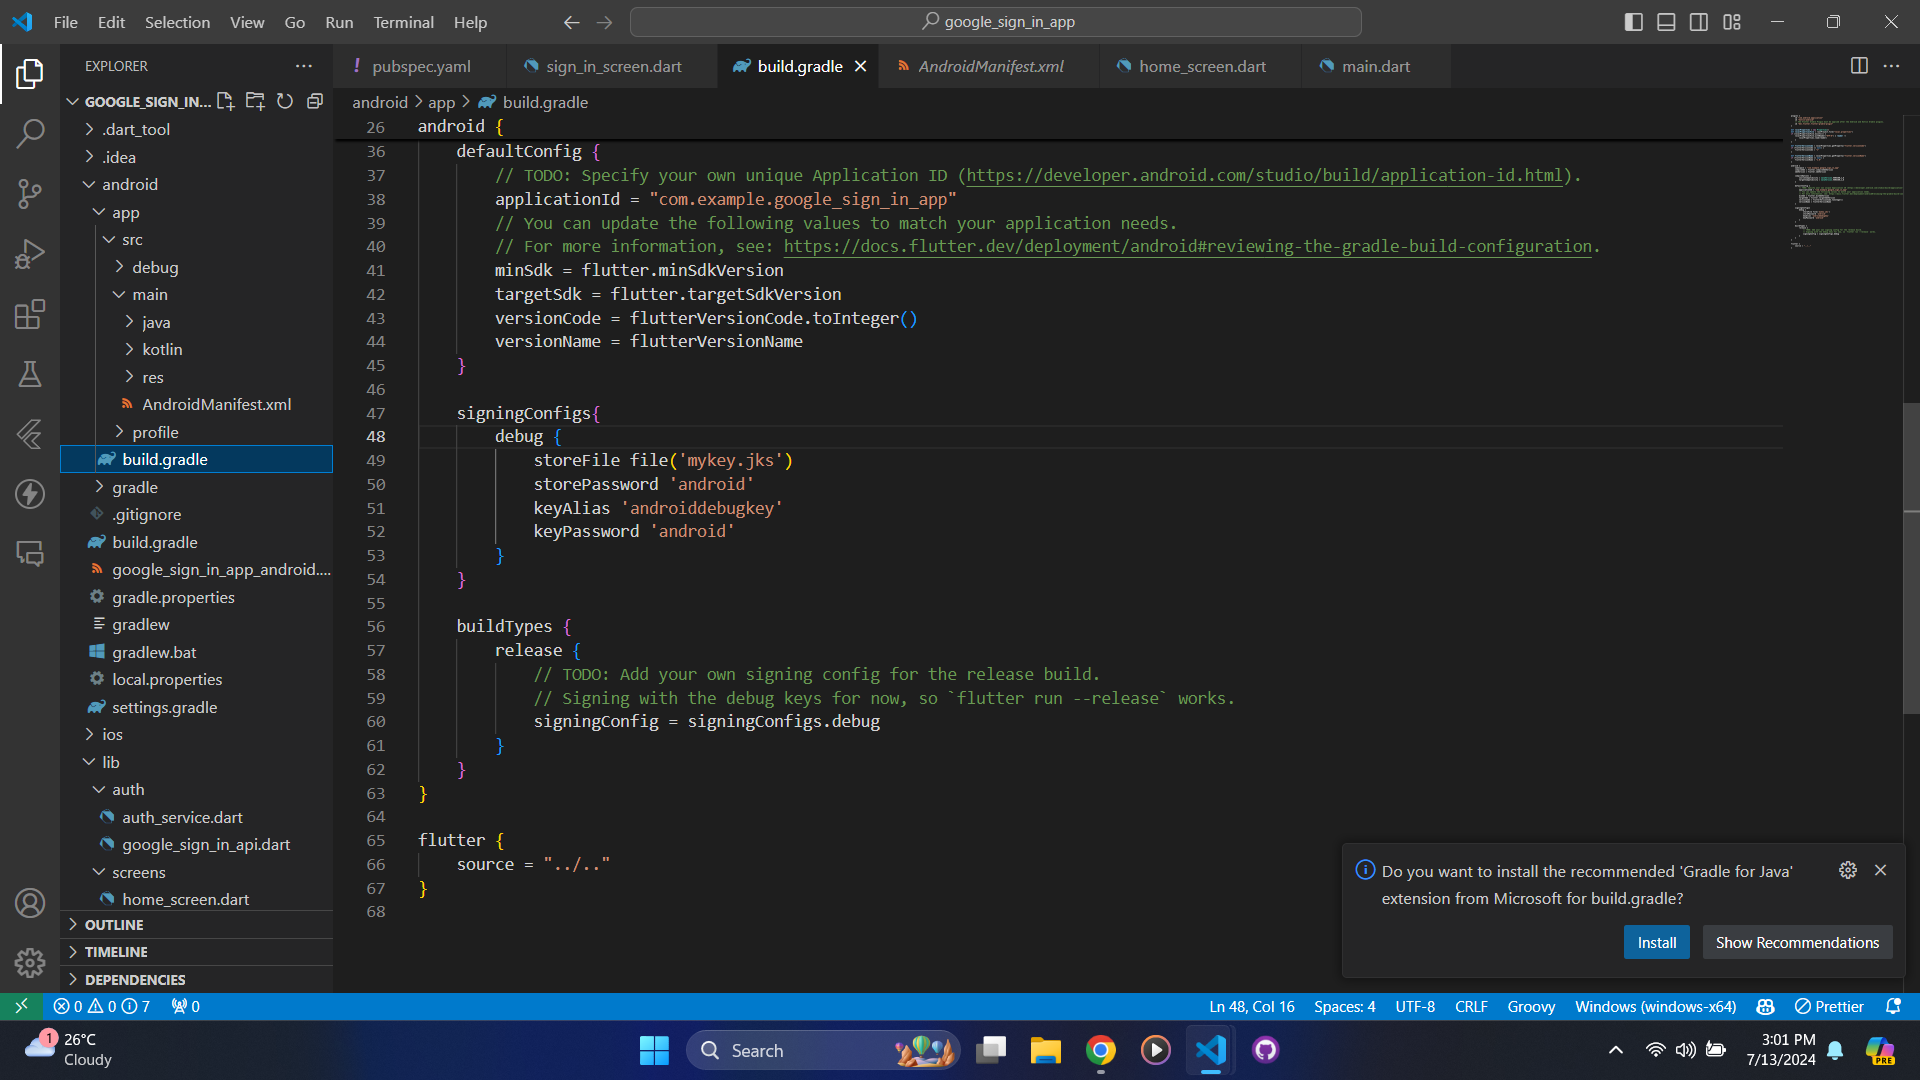 File Edit Selection View Go Run Terminal Help
google_sign_in_app
EXPLORER
pubspec.yaml
sign_in_screen.dart
build.gradle
AndroidManifest.xml
home_screen.dart
main.dart
GOOGLE_SIGN_IN...
android > app > build.gradle
.dart_tool
.idea
android
app
src
debug
main
java
kotlin
res
AndroidManifest.xml
profile
build.gradle
gradle
.gitignore
build.gradle
google_sign_in_app_android....
gradle.properties
gradlew
gradlew.bat
local.properties
settings.gradle
ios
lib
auth
auth_service.dart
google_sign_in_api.dart
screens
home_screen.dart
OUTLINE
TIMELINE
DEPENDENCIES
26 android {
36 defaultConfig {
37 // TODO: Specify your own unique Application ID (https://developer.android.com/studio/build/application-id.html).
38 applicationId = "com.example.google_sign_in_app"
39 // You can update the following values to match your application needs.
40 // For more information, see: https://docs.flutter.dev/deployment/android#reviewing-the-gradle-build-configuration.
41 minSdk = flutter.minSdkVersion
42 targetSdk = flutter.targetSdkVersion
43 versionCode = flutterVersionCode.toInteger()
44 versionName = flutterVersionName
45 }
46
47 signingConfigs{
48 debug {
49 storeFile file('mykey.jks')
50 storePassword 'android'
51 keyAlias 'androiddebugkey'
52 keyPassword 'android'
53 }
54 }
55
56 buildTypes {
57 release {
58 // TODO: Add your own signing config for the release build.
59 // Signing with the debug keys for now, so `flutter run --release` works.
60 signingConfig = signingConfigs.debug
61 }
62 }
63 }
64
65 flutter {
66 source = "../.."
67 }
68
Do you want to install the recommended 'Gradle for Java'
extension from Microsoft for build.gradle?
Install
Show Recommendations
0 0 7 0
Ln 48, Col 16 Spaces: 4 UTF-8 CRLF Groovy Windows (windows-x64) Prettier
1
26°C
Cloudy
Search
3:01 PM
7/13/2024
PRE